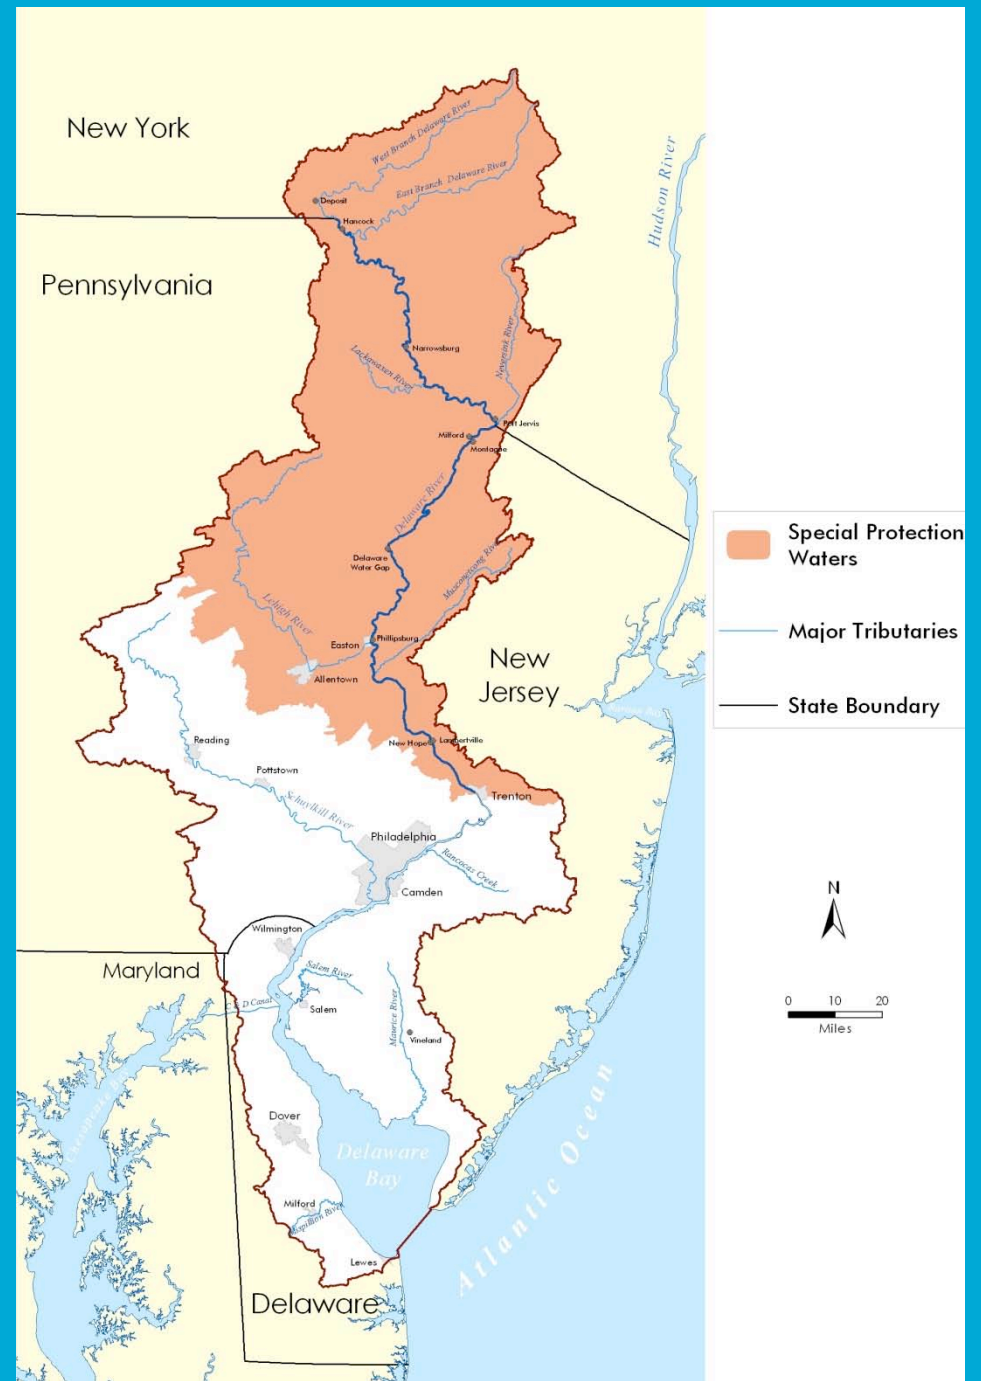 New York
West Branch Delaware River
East Branch Delaware River
Hudson River
Deposit
Hancock
Pennsylvania
Neversink River
Narrowsburg
Lackawaxen River
Port Jervis
Milford
Montague
Delaware River
Delaware
Water Gap
Musconetcong River
Lehigh River
Easton
Phillipsburg
Allentown
New
Jersey
Special Protection
Waters
Major Tributaries
State Boundary
Reading
New Hope
Lambertville
Pottstown
Trenton
Schuylkill River
Philadelphia
Rancocas Creek
Camden
N
Wilmington
Maryland
Salem River
C & D Canal
Salem
Maurice River
Vineland
0 10 20
Miles
Chesapeake Bay
Dover
Delaware
Bay
Atlantic Ocean
Milford
River
Lewes
Delaware